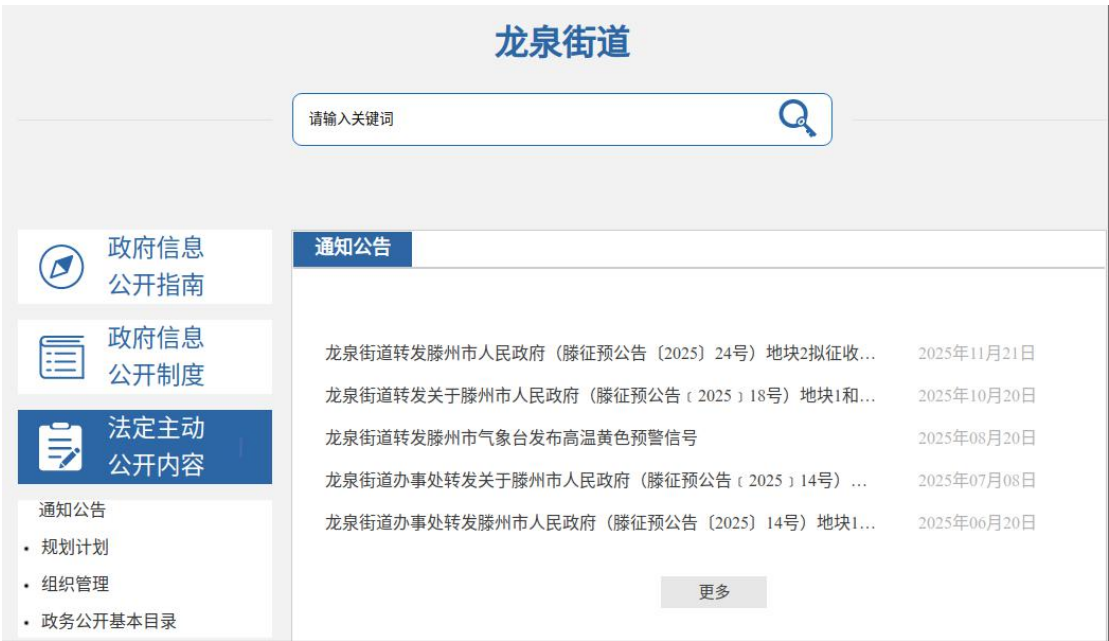 龙泉街道
请输入关键词
政府信息
公开指南
政府信息
公开制度
法定主动
公开内容
通知公告
• 规划计划
• 组织管理
• 政务公开基本目录
通知公告
龙泉街道转发滕州市人民政府（滕征预公告〔2025〕24号）地块2拟征收... 2025年11月21日
龙泉街道转发关于滕州市人民政府（滕征预公告﹝2025﹞18号）地块1和... 2025年10月20日
龙泉街道转发滕州市气象台发布高温黄色预警信号 2025年08月20日
龙泉街道办事处转发关于滕州市人民政府（滕征预公告﹝2025﹞14号）... 2025年07月08日
龙泉街道办事处转发滕州市人民政府（滕征预公告〔2025〕14号）地块1... 2025年06月20日
更多